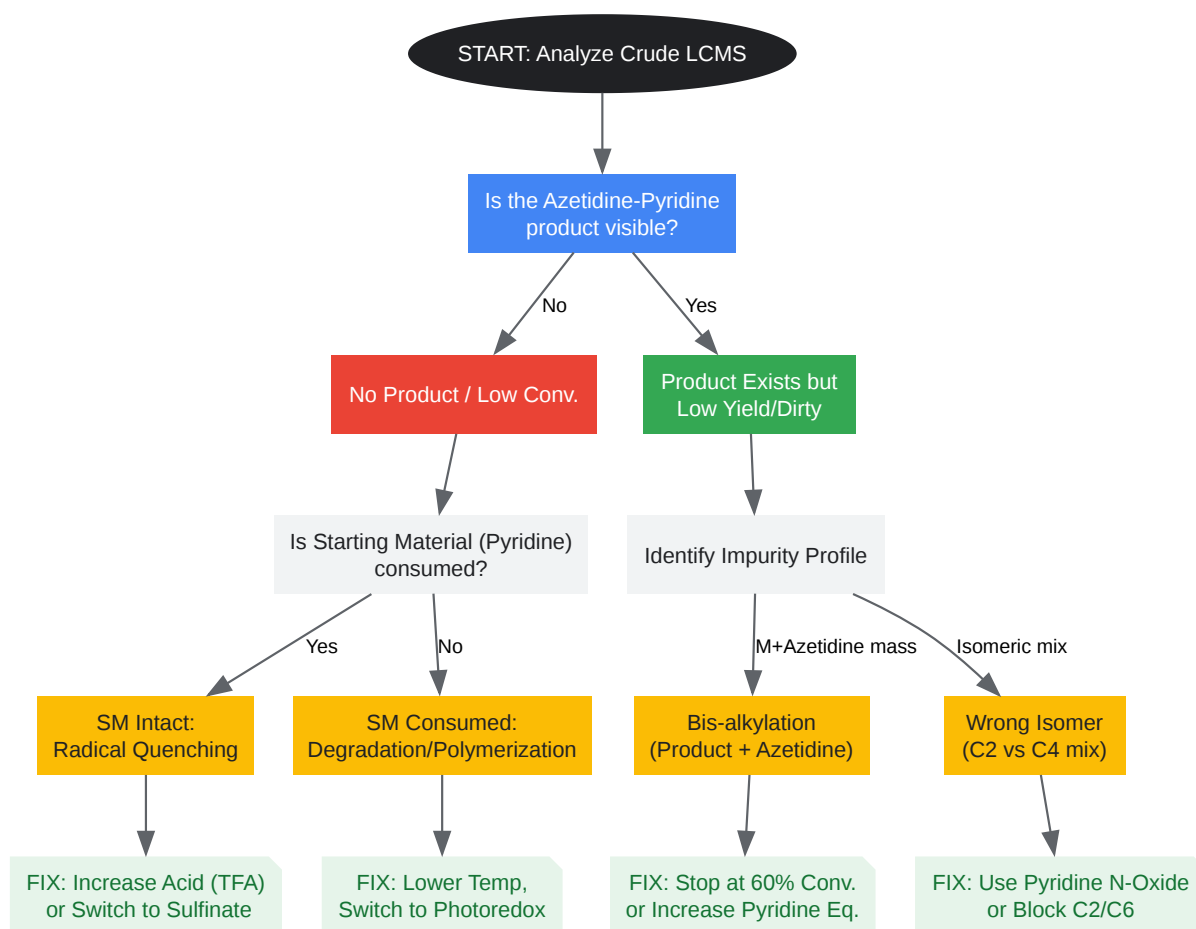 START: Analyze Crude LCMS
Is the Azetidine-Pyridine
product visible?
No
Yes
No Product / Low Conv.
Product Exists but
Low Yield/Dirty
Is Starting Material (Pyridine)
consumed?
Identify Impurity Profile
Yes
No
M+Azetidine mass
Isomeric mix
SM Intact:
Radical Quenching
SM Consumed:
Degradation/Polymerization
Bis-alkylation
(Product + Azetidine)
Wrong Isomer
(C2 vs C4 mix)
FIX: Increase Acid (TFA)
or Switch to Sulfinate
FIX: Lower Temp,
Switch to Photoredox
FIX: Stop at 60% Conv.
or Increase Pyridine Eq.
FIX: Use Pyridine N-Oxide
or Block C2/C6